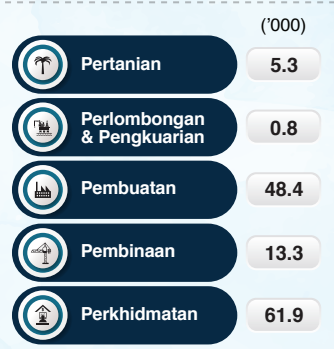 (’000)
Pertanian 5.3
Perlombongan
& Pengkuarian 0.8
Pembuatan 48.4
Pembinaan 13.3
Perkhidmatan 61.9